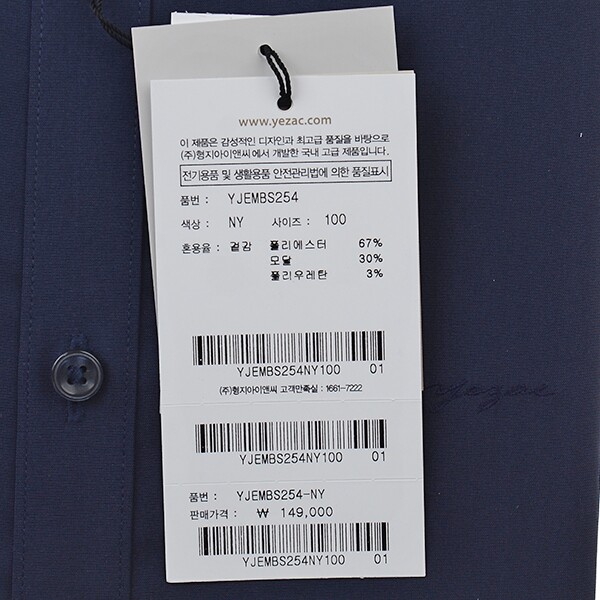 www.yezac.com
이 제품은 감성적인 디자인과 최고급 품질을 바탕으로
(주)형지아이앤씨에서 개발한 국내 고급 제품입니다.
전기용품 및 생활용품 안전관리법에 의한 품질표시
품번 : YJEMBS254
색상 : NY 사이즈 : 100
혼용율 : 겉감 폴리에스터 67%
모달 30%
폴리우레탄 3%
YJEMBS254NY100 01
(주)형지아이앤씨 고객만족실 : 1661-7222
YJEMBS254NY100 01
품번 : YJEMBS254-NY
판매가격 : ₩ 149,000
YJEMBS254NY100 01
Yezac